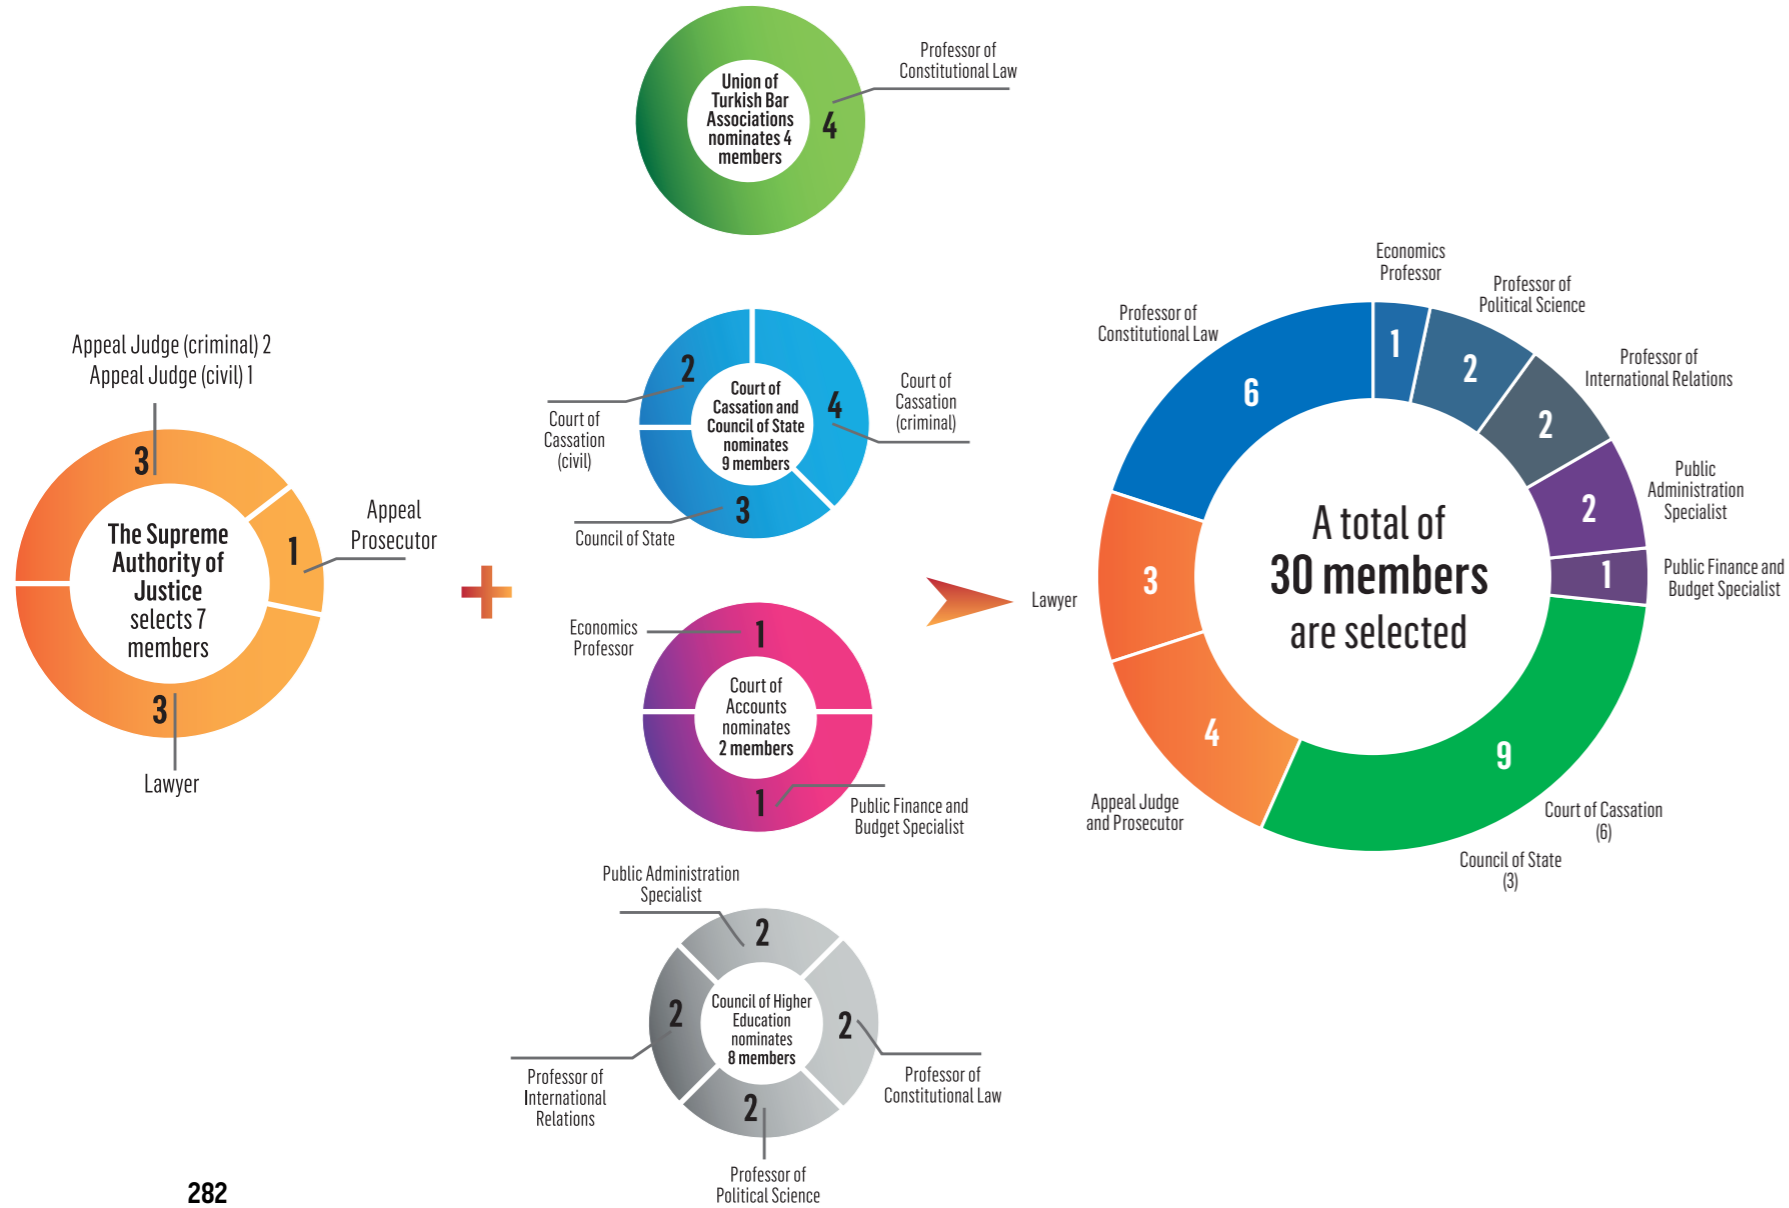 Appeal Judge (criminal) 2
Appeal Judge (civil) 1
3
The Supreme
Authority of
Justice
selects 7
members
1
Appeal
Prosecutor
3
Lawyer
Union of
Turkish Bar
Associations
nominates 4
members
4
Professor of
Constitutional Law
2
Court of
Cassation
(civil)
Court of
Cassation and
Council of State
nominates
9 members
4
Court of
Cassation
(criminal)
3
Council of State
Economics
Professor
1
Court of
Accounts
nominates
2 members
1
Public Finance and
Budget Specialist
Public Administration
Specialist
2
2
Council of Higher
Education
nominates
8 members
2
Professor of
International
Relations
2
Professor of
Constitutional Law
Professor of
Political Science
Economics
Professor
1
Professor of
Political Science
2
Professor of
International Relations
2
Public
Administration
Specialist
2
Public Finance and
Budget Specialist
1
Professor of
Constitutional Law
6
A total of
30 members
are selected
Lawyer
3
Appeal Judge
and Prosecutor
4
9
Court of Cassation
(6)
Council of State
(3)
282